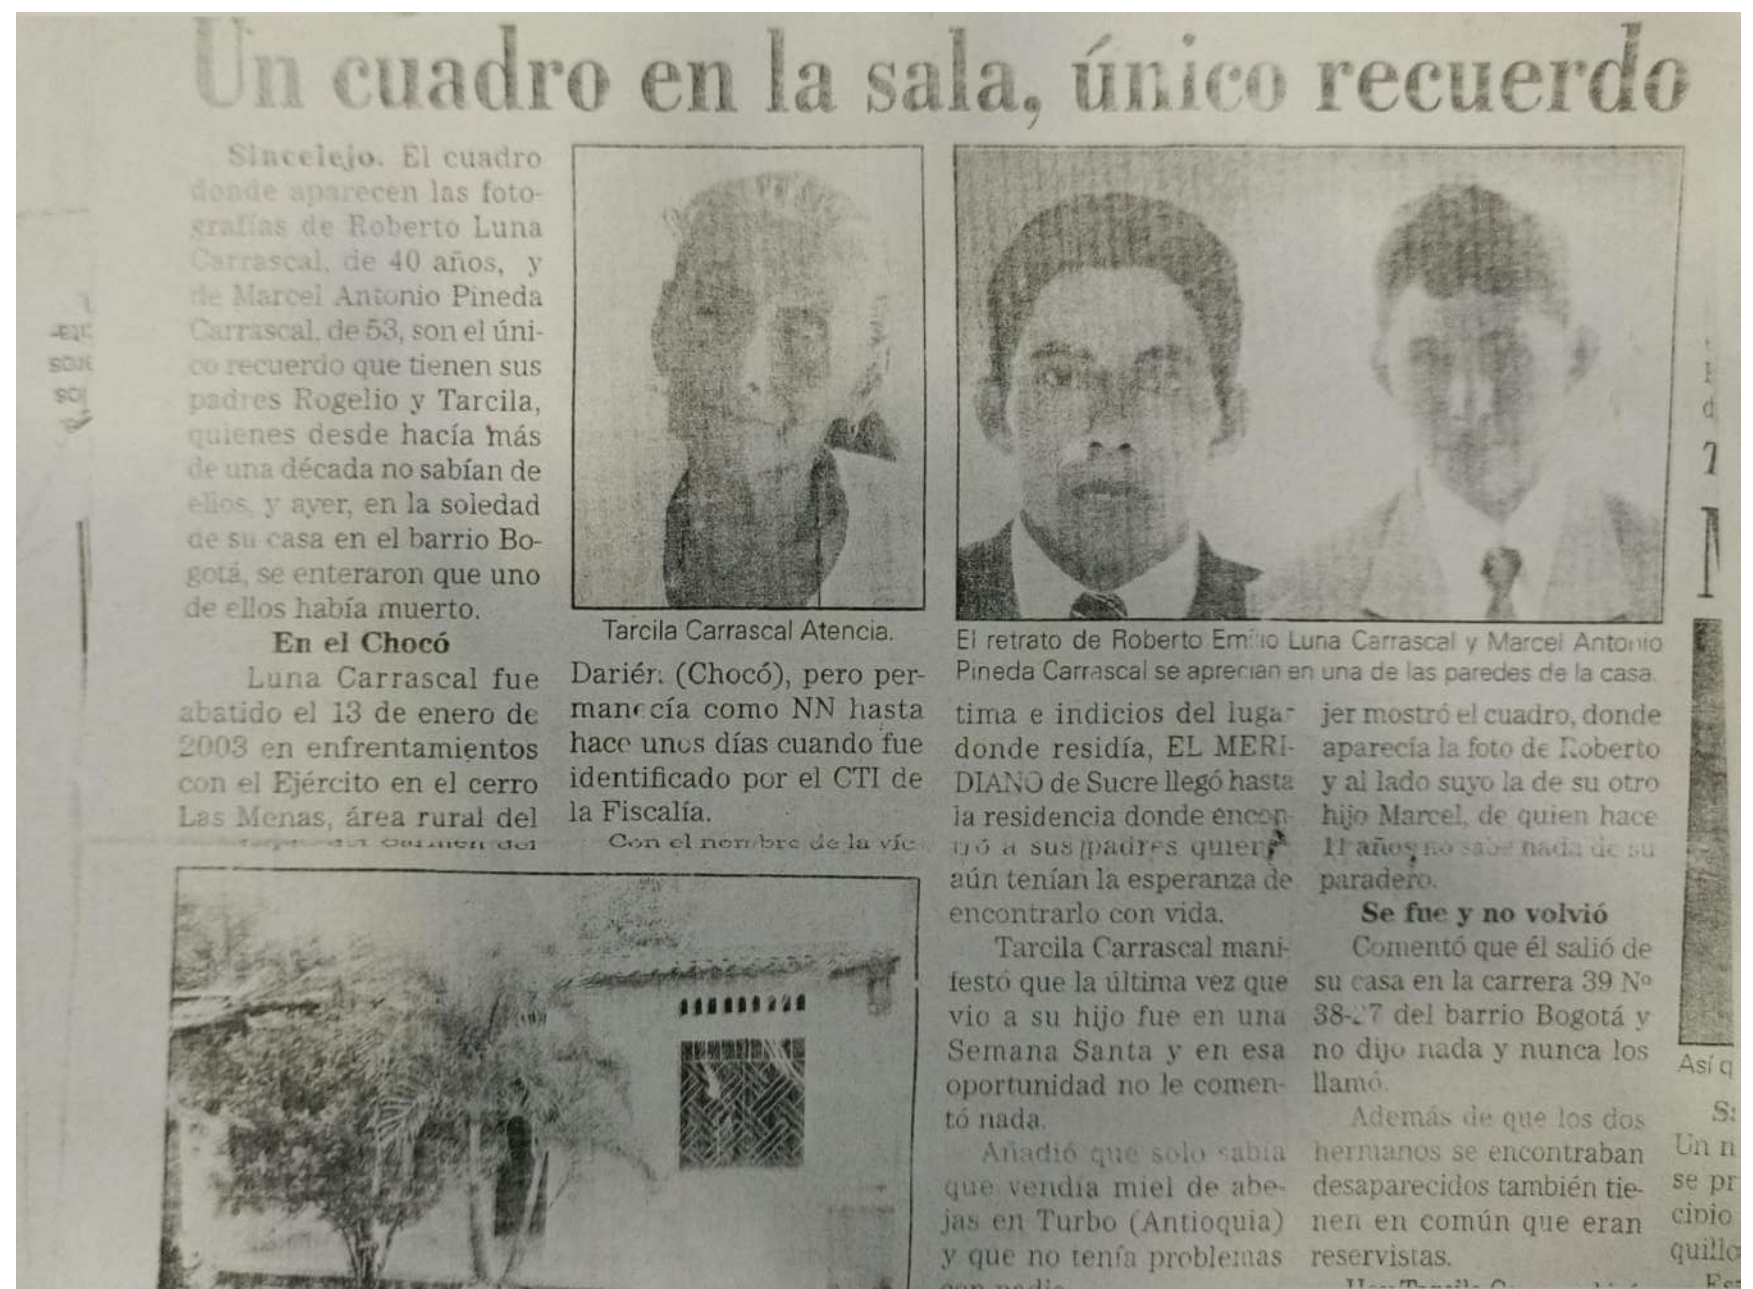 Un cuadro en la sala, único recuerdo
Sincelejo. El cuadro
donde aparecen las foto-
grafías de Roberto Luna
Carrascal, de 40 años, y
de Marcel Antonio Pineda
Carrascal, de 53, son el úni-
co recuerdo que tienen sus
padres Rogelio y Tarcila,
quienes desde hacía más
de una década no sabían de
ellos, y ayer, en la soledad
de su casa en el barrio Bo-
gotá, se enteraron que uno
de ellos había muerto.
En el Chocó
Luna Carrascal fue
abatido el 13 de enero de
2003 en enfrentamientos
con el Ejército en el cerro
Las Menas, área rural del
Tarcila Carrascal Atencia.
Darién (Chocó), pero per-
manecía como NN hasta
hace unos días cuando fue
identificado por el CTI de
la Fiscalía.
Con el nombre de la víc
El retrato de Roberto Emilio Luna Carrascal y Marcel Antonio
Pineda Carrascal se aprecian en una de las paredes de la casa.
tima e indicios del lugar
donde residía, EL MERI-
DIANO de Sucre llegó hasta
la residencia donde encon-
tró a sus padres quienes
aún tenían la esperanza de
encontrarlo con vida.
Tarcila Carrascal mani-
festó que la última vez que
vio a su hijo fue en una
Semana Santa y en esa
oportunidad no le comen-
tó nada.
Añadió que solo sabía
que vendía miel de abe-
jas en Turbo (Antioquia)
y que no tenía problemas
con nadie.
jer mostró el cuadro, donde
aparecía la foto de Roberto
y al lado suyo la de su otro
hijo Marcel, de quien hace
11 años no sabe nada de su
paradero.
Se fue y no volvió
Comentó que él salió de
su casa en la carrera 39 Nº
38-27 del barrio Bogotá y
no dijo nada y nunca los
llamó.
Además de que los dos
hermanos se encontraban
desaparecidos también tie-
nen en común que eran
reservistas.
Así q
Un n
se pr
cipio
quillo